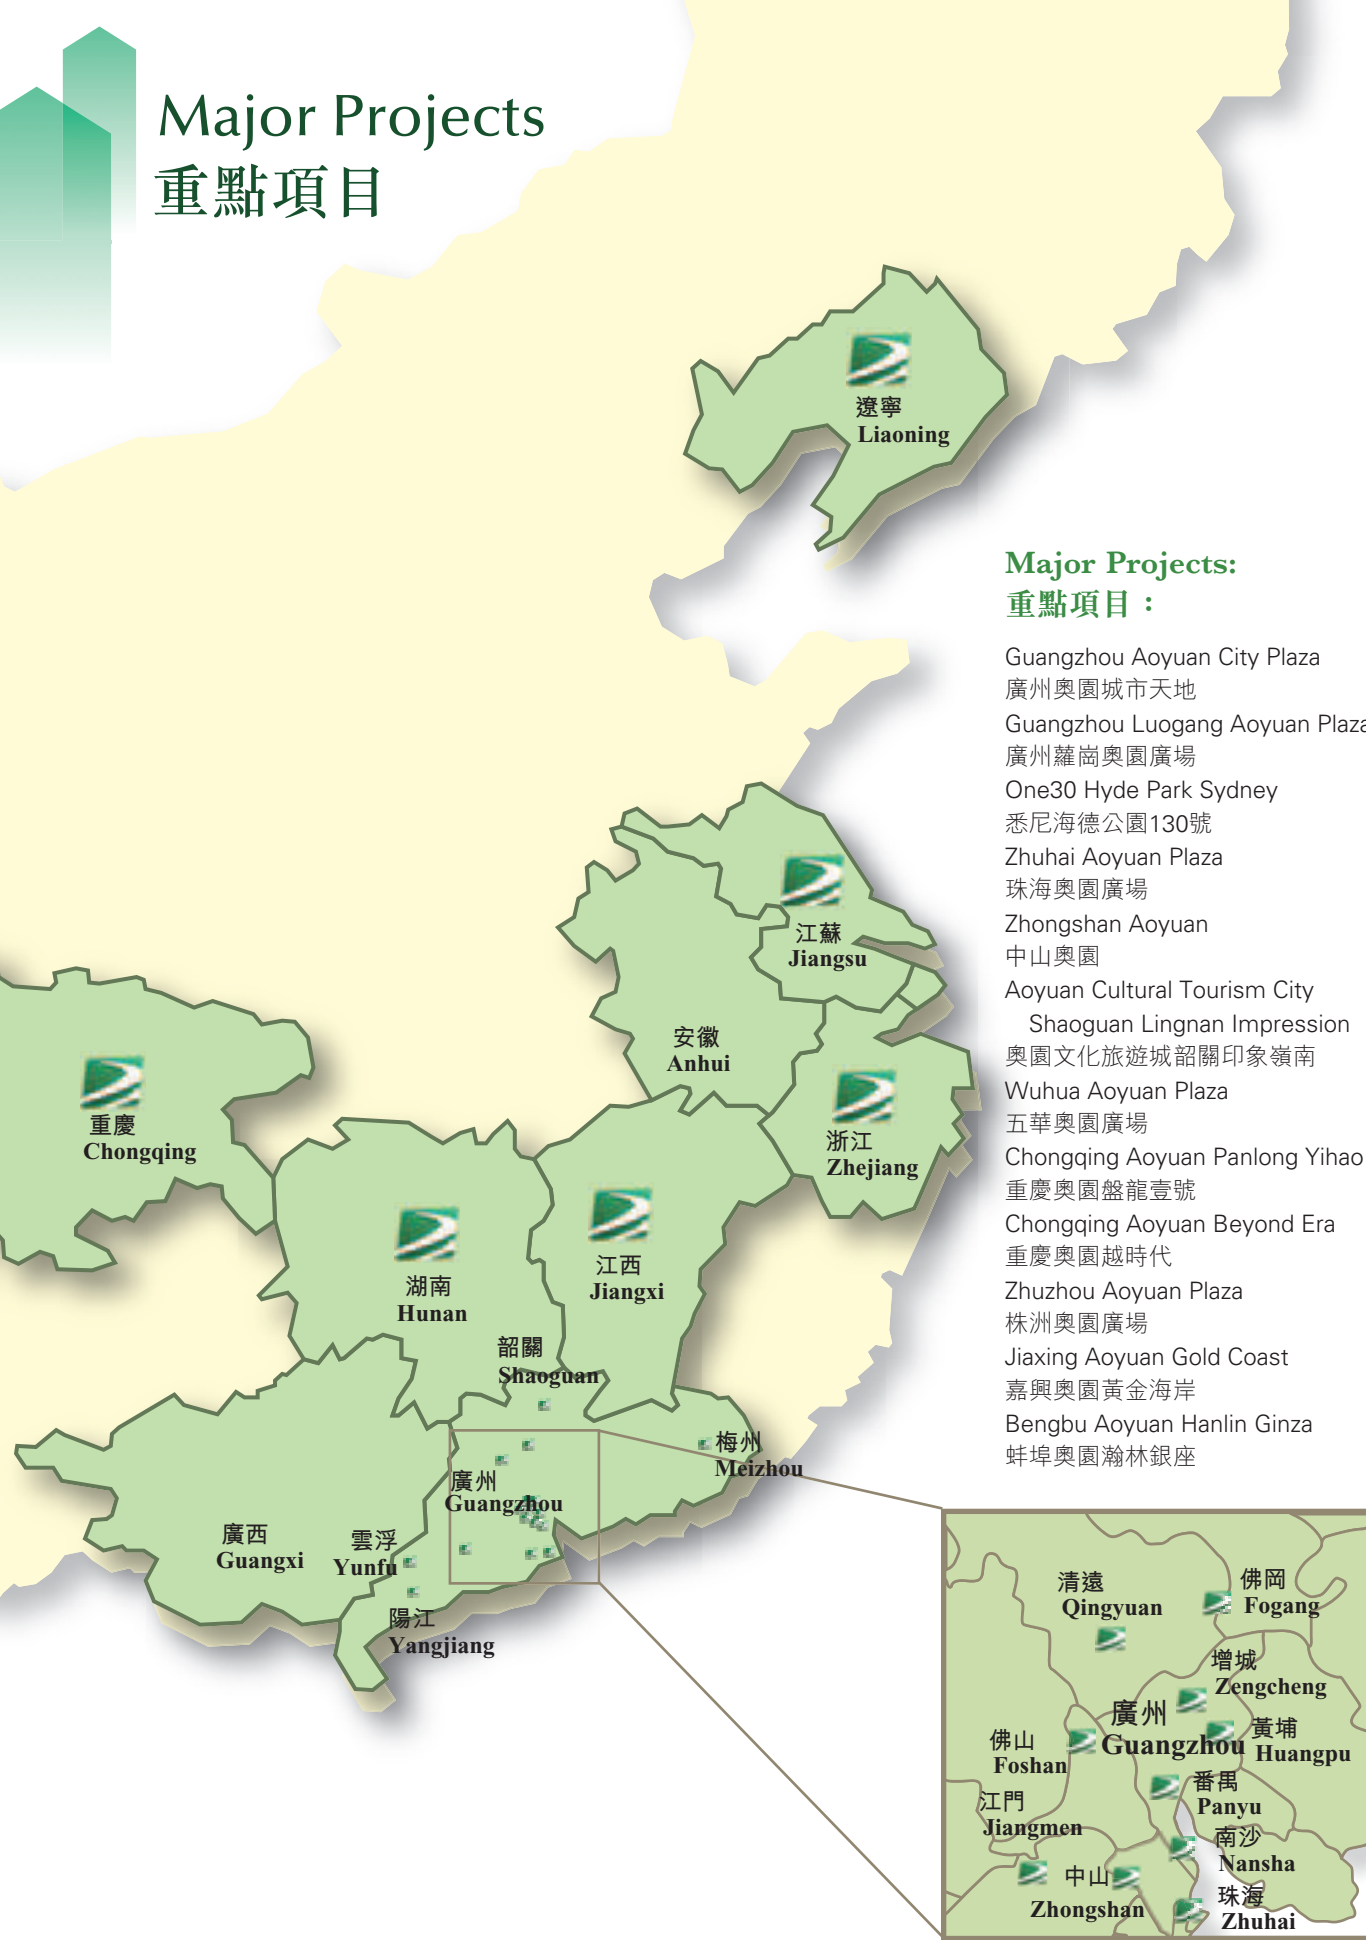 Major Projects
重點項目
遼寧
Liaoning
Major Projects:
重點項目：
Guangzhou Aoyuan City Plaza
廣州奧園城市天地
Guangzhou Luogang Aoyuan Plaza
廣州蘿崗奧園廣場
One30 Hyde Park Sydney
悉尼海德公園130號
Zhuhai Aoyuan Plaza
珠海奧園廣場
Zhongshan Aoyuan
中山奧園
Aoyuan Cultural Tourism City
Shaoguan Lingnan Impression
奧園文化旅遊城韶關印象嶺南
Wuhua Aoyuan Plaza
五華奧園廣場
Chongqing Aoyuan Panlong Yihao
重慶奧園盤龍壹號
Chongqing Aoyuan Beyond Era
重慶奧園越時代
Zhuzhou Aoyuan Plaza
株洲奧園廣場
Jiaxing Aoyuan Gold Coast
嘉興奧園黃金海岸
Bengbu Aoyuan Hanlin Ginza
蚌埠奧園瀚林銀座
江蘇
Jiangsu
安徽
Anhui
重慶
Chongqing
浙江
Zhejiang
江西
Jiangxi
湖南
Hunan
韶關
Shaoguan
梅州
Meizhou
廣州
Guangzhou
廣西
Guangxi
雲浮
Yunfu
陽江
Yangjiang
清遠
Qingyuan
佛岡
Fogang
增城
Zengcheng
廣州
Guangzhou
黃埔
Huangpu
佛山
Foshan
番禺
Panyu
江門
Jiangmen
南沙
Nansha
中山
Zhongshan
珠海
Zhuhai